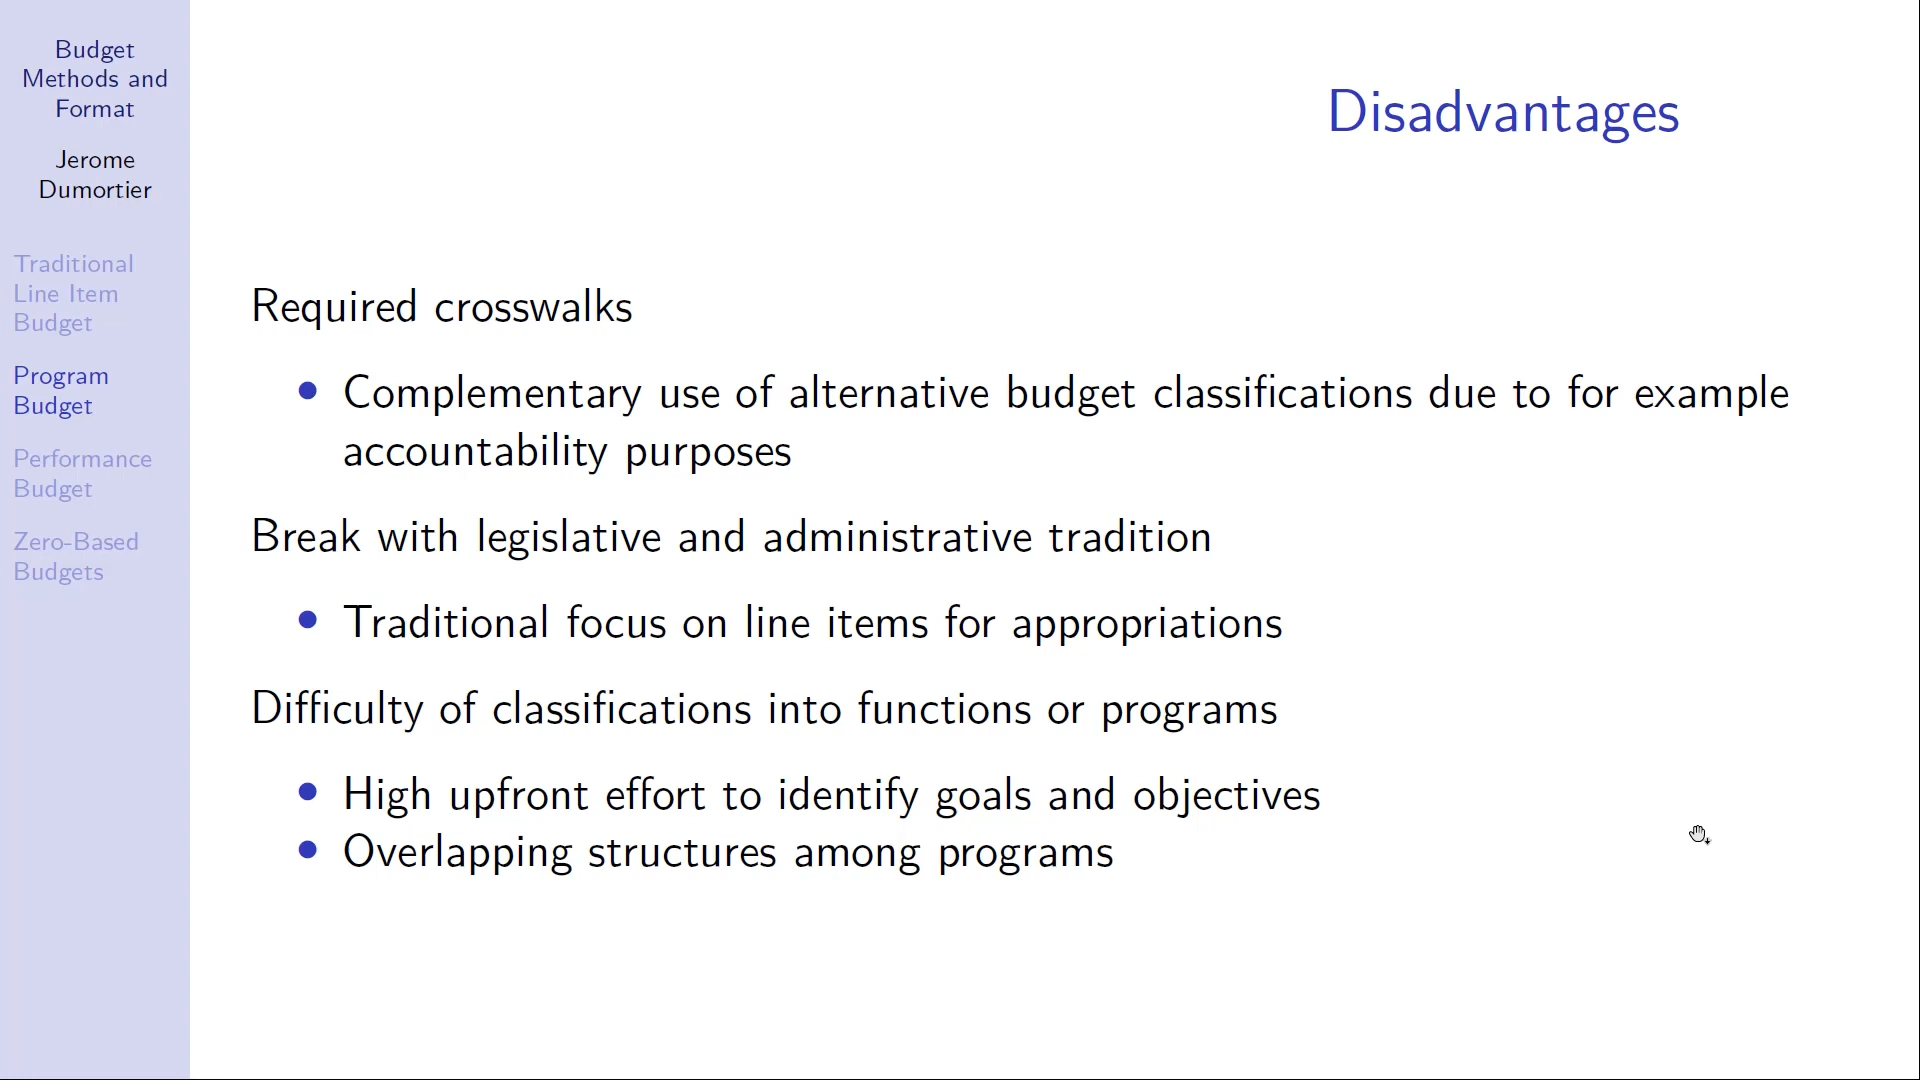 Budget
Methods and
Format
Jerome
Dumortier
Traditional
Line Item
Budget
Program
Budget
Performance
Budget
Zero-Based
Budgets
Disadvantages
Required crosswalks
• Complementary use of alternative budget classifications due to for example
accountability purposes
Break with legislative and administrative tradition
• Traditional focus on line items for appropriations
Difficulty of classifications into functions or programs
• High upfront effort to identify goals and objectives
• Overlapping structures among programs